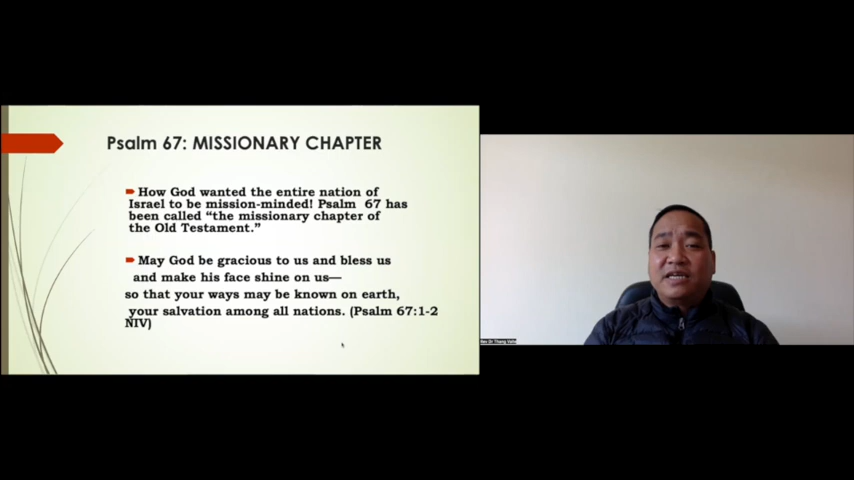 Psalm 67: MISSIONARY CHAPTER
How God wanted the entire nation of
Israel to be mission-minded! Psalm 67 has
been called “the missionary chapter of
the Old Testament.”
May God be gracious to us and bless us
and make his face shine on us—
so that your ways may be known on earth,
your salvation among all nations. (Psalm 67:1-2
NIV)